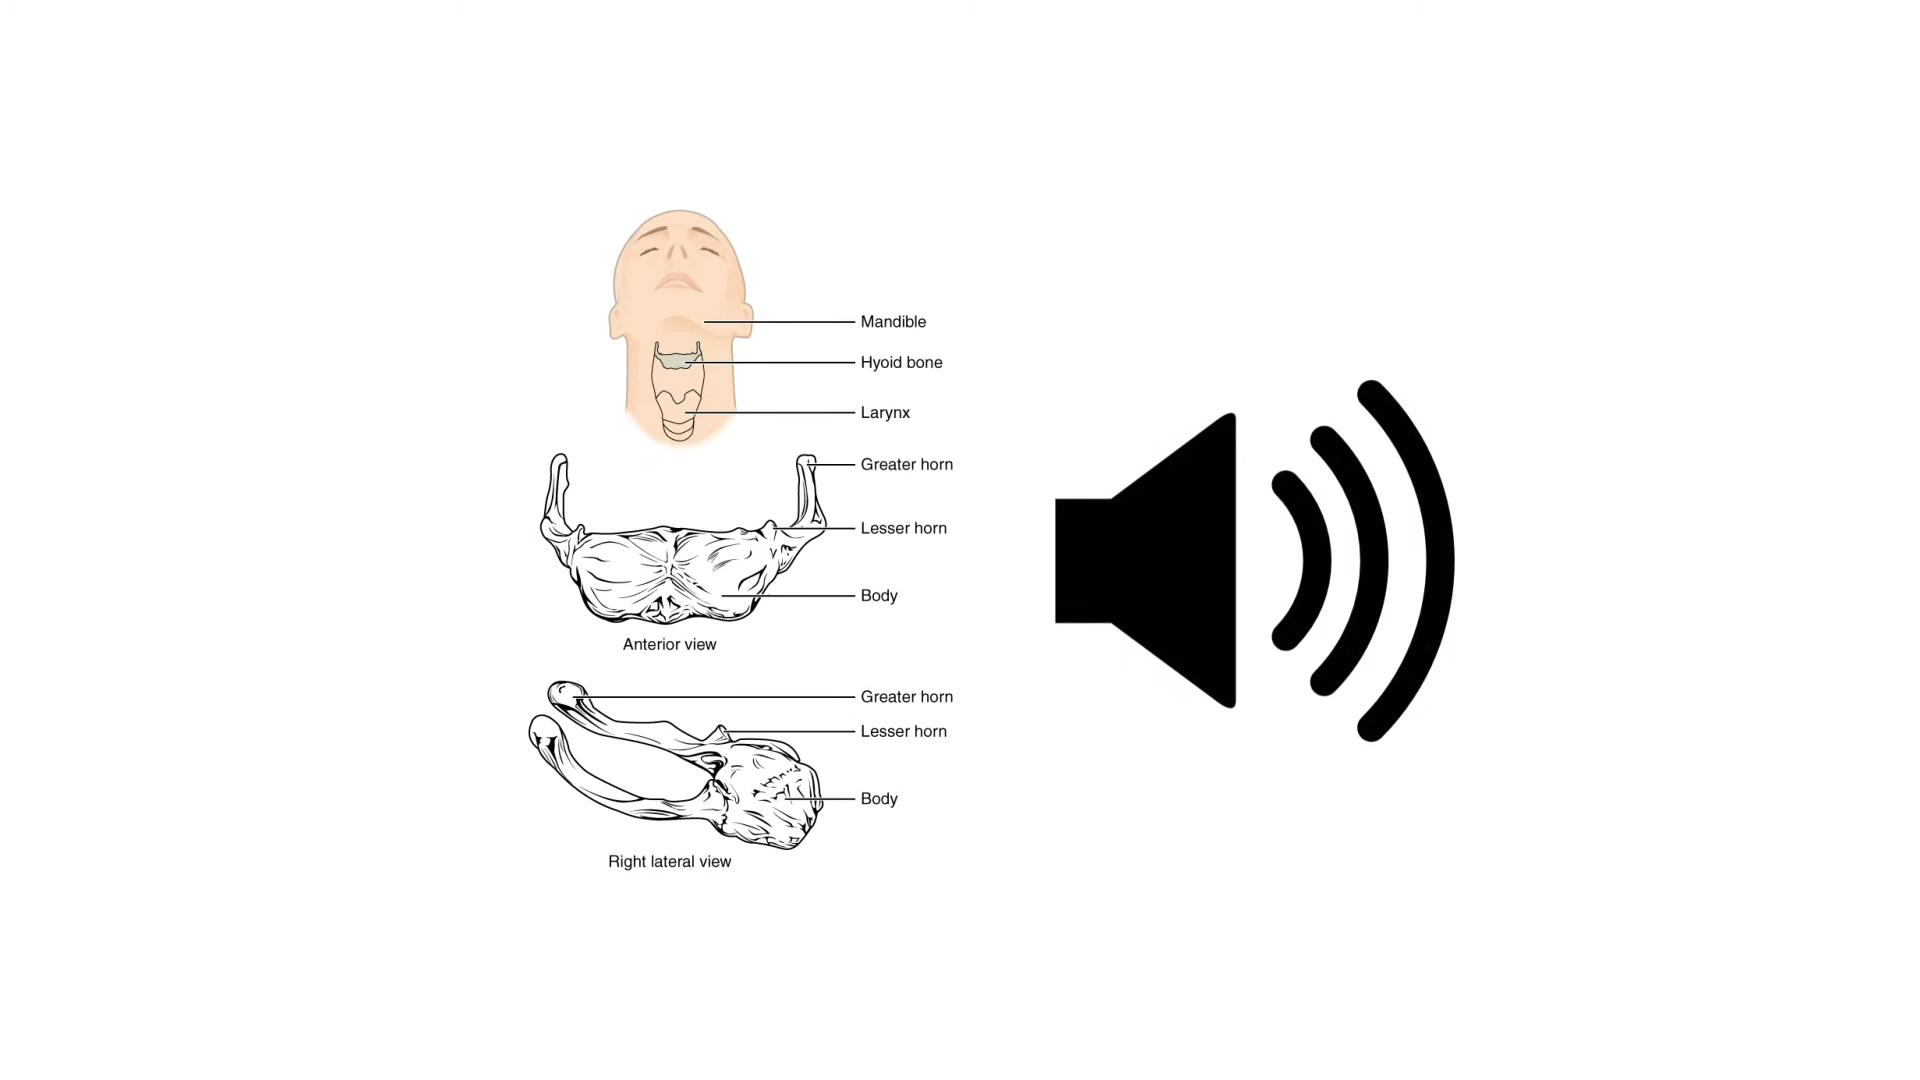 Mandible
Hyoid bone
Larynx
Greater horn
Lesser horn
Body
Anterior view
Greater horn
Lesser horn
Body
Right lateral view